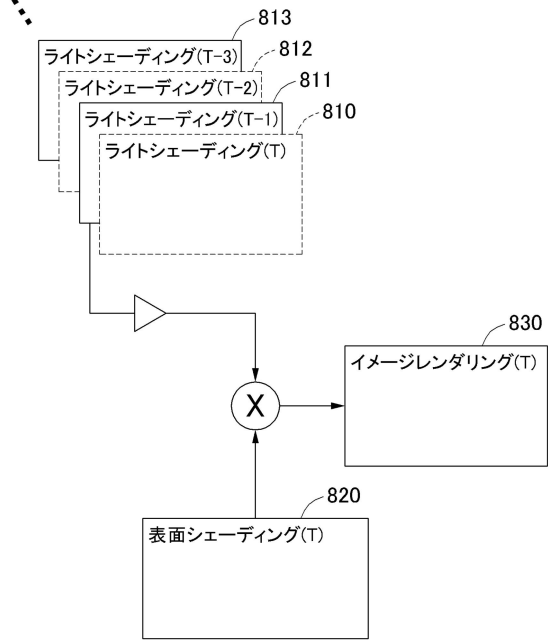 813
ライトシェーディング(T-3)
812
ライトシェーディング(T-2)
811
ライトシェーディング(T-1)
810
ライトシェーディング(T)
830
イメージレンダリング(T)
X
820
表面シェーディング(T)